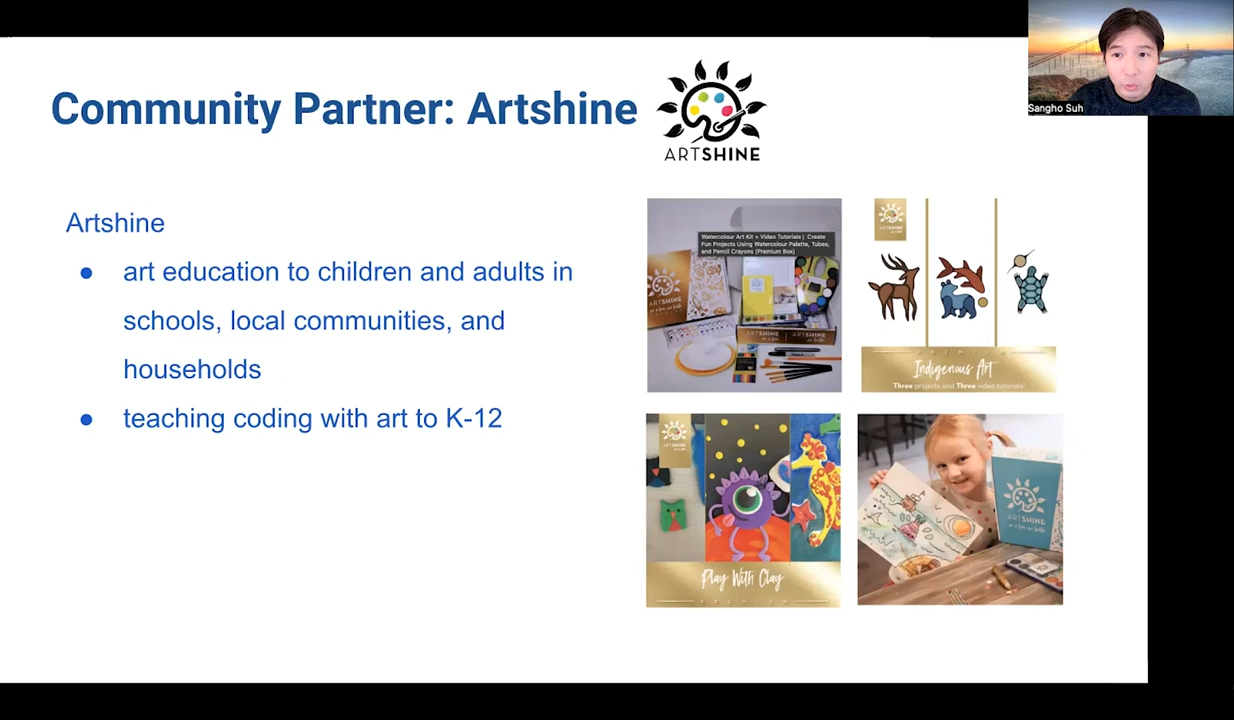 Community Partner: Artshine
ARTSHINE
Sangho Suh
Artshine
● art education to children and adults in
schools, local communities, and
households
● teaching coding with art to K-12
Watercolour Art Kit + Video Tutorials | Create
Fun Projects Using Watercolour Palette, Tubes,
and Pencil Crayons (Premium Box)
ARTSHINE
ARTSHINE
ARTSHINE
ARTSHINE
Indigenous Art
Three projects and Three video tutorials!
ARTSHINE
Play With Clay
PREMIUM
ARTSHINE